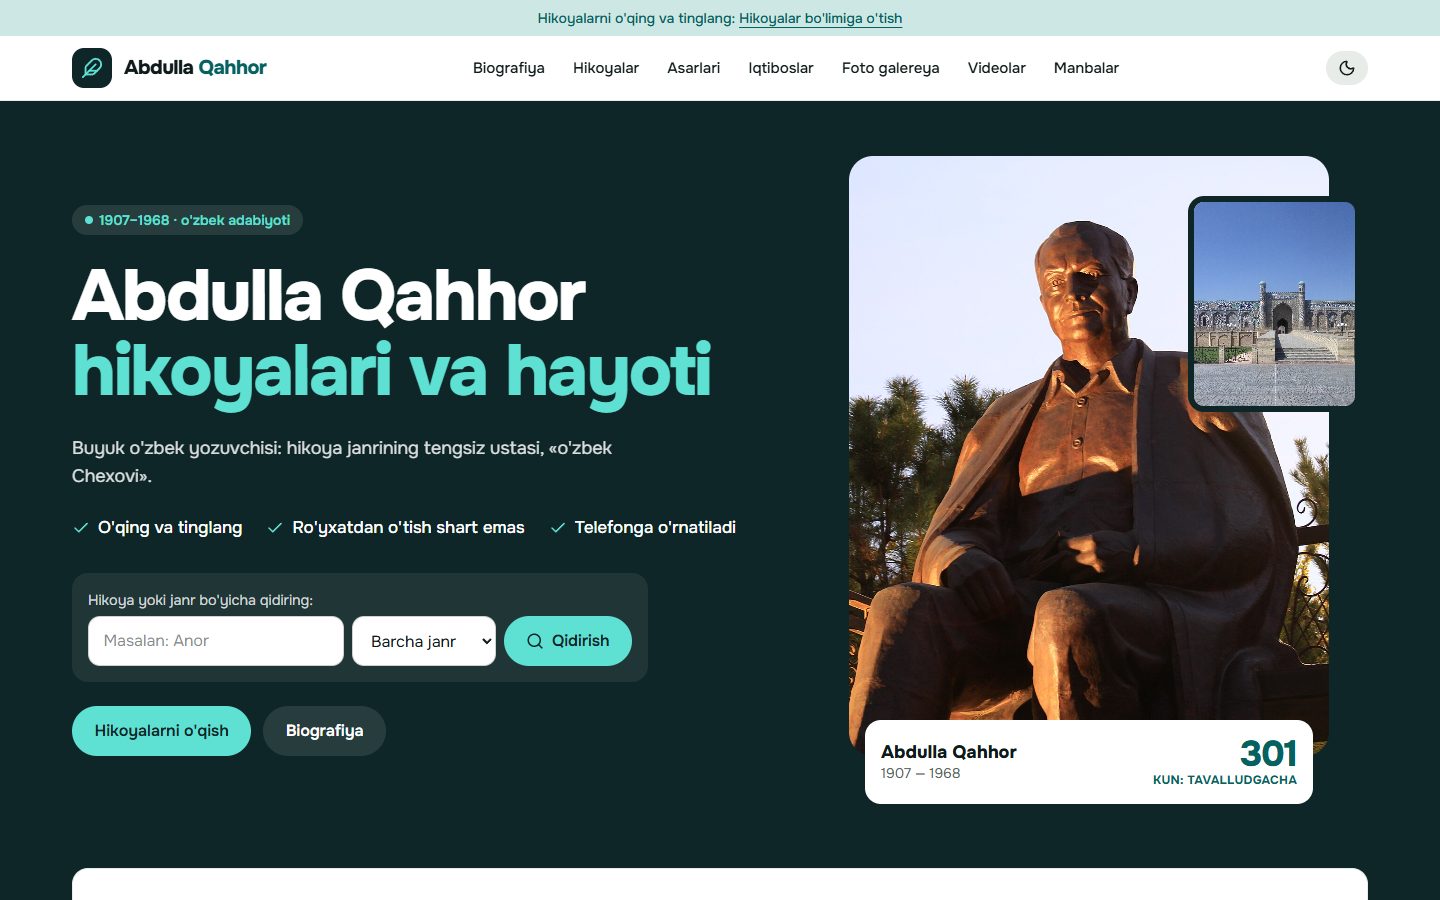 Hikoyalarni o'qing va tinglang: Hikoyalar bo'limiga o'tish
Abdulla Qahhor
Biografiya
Hikoyalar
Asarlari
Iqtiboslar
Foto galereya
Videolar
Manbalar
1907–1968 · o'zbek adabiyoti
Abdulla Qahhor
hikoyalari va hayoti
Buyuk o'zbek yozuvchisi: hikoya janrining tengsiz ustasi, «o'zbek
Chexovi».
O'qing va tinglang
Ro'yxatdan o'tish shart emas
Telefonga o'rnatiladi
Hikoya yoki janr bo'yicha qidiring:
Masalan: Anor
Barcha janr
Qidirish
Hikoyalarni o'qish
Biografiya
Abdulla Qahhor
1907 — 1968
301
KUN: TAVALLUDGACHA